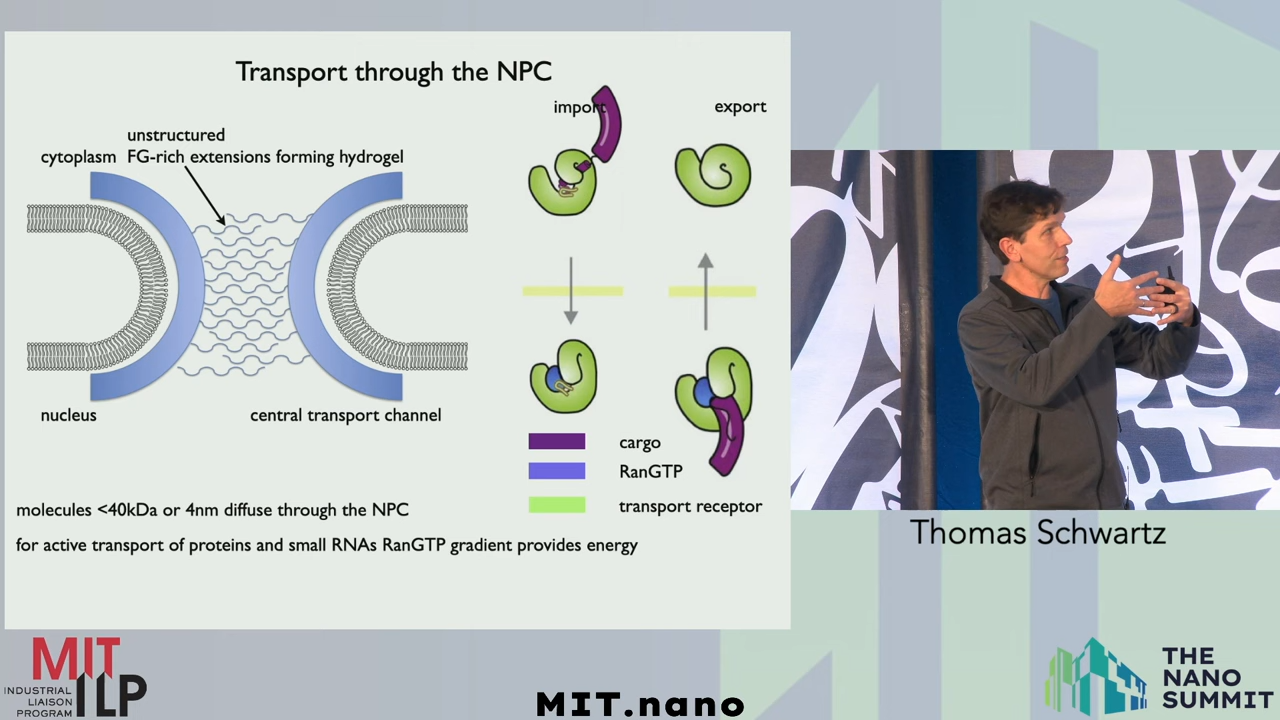 Transport through the NPC
import
export
unstructured
cytoplasm FG-rich extensions forming hydrogel
nucleus
central transport channel
cargo
RanGTP
transport receptor
molecules <40kDa or 4nm diffuse through the NPC
for active transport of proteins and small RNAs RanGTP gradient provides energy
Thomas Schwartz
MIT
ILP
INDUSTRIAL
LIAISON
PROGRAM
MIT.nano
THE
NANO
SUMMIT